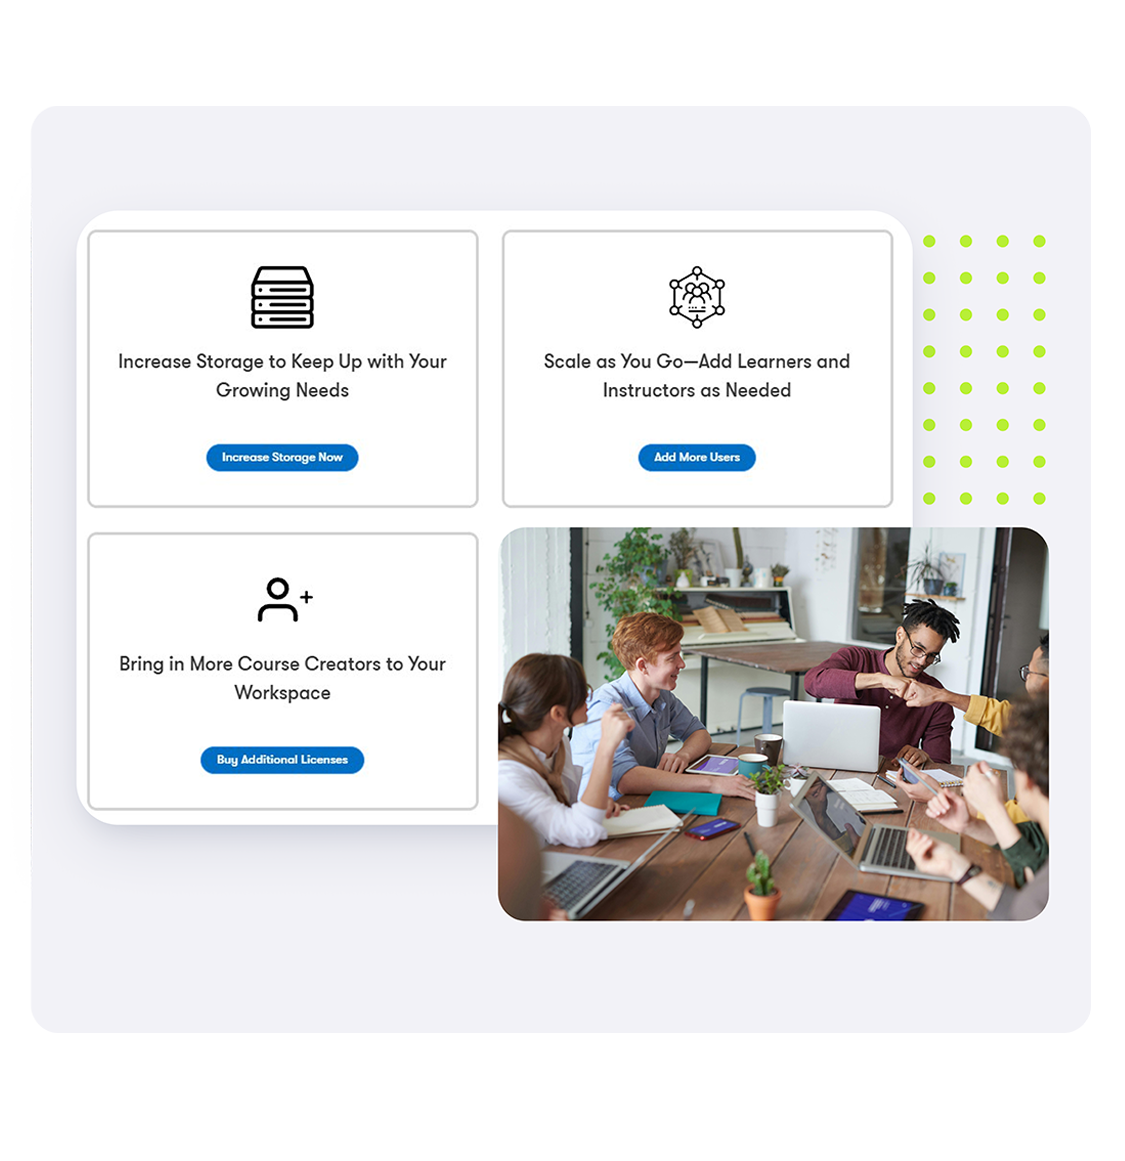 Increase Storage to Keep Up with Your
Growing Needs
Increase Storage Now
Scale as You Go—Add Learners and
Instructors as Needed
Add More Users
Bring in More Course Creators to Your
Workspace
Buy Additional Licenses